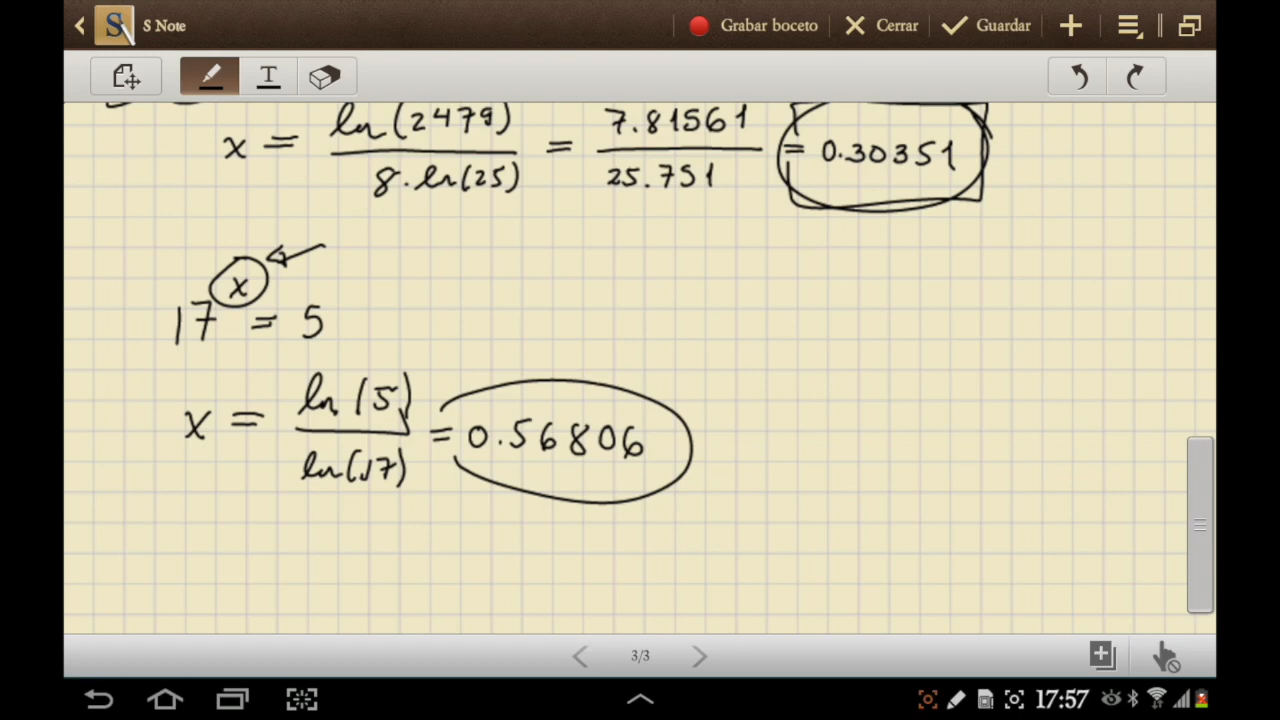 S Note Grabar boceto Cerrar Guardar
T
x = ln(2479) / 8.ln(25) = 7.81561 / 25.751 = 0.30351
17^x = 5
x = ln(5) / ln(17) = 0.56806
3/3
17:57